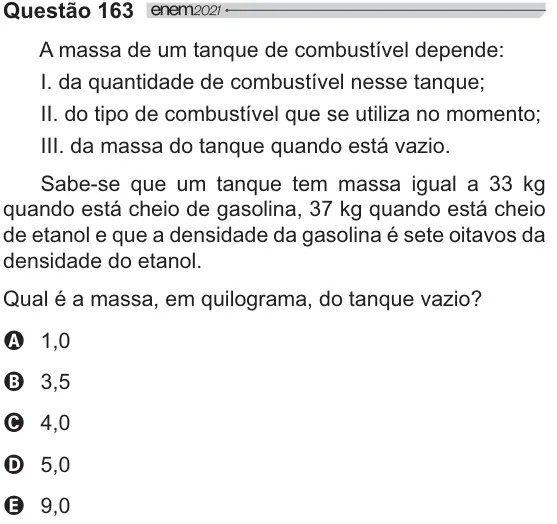 Questão 163 enem2021
A massa de um tanque de combustível depende:
I. da quantidade de combustível nesse tanque;
II. do tipo de combustível que se utiliza no momento;
III. da massa do tanque quando está vazio.
Sabe-se que um tanque tem massa igual a 33 kg
quando está cheio de gasolina, 37 kg quando está cheio
de etanol e que a densidade da gasolina é sete oitavos da
densidade do etanol.
Qual é a massa, em quilograma, do tanque vazio?
A 1,0
B 3,5
C 4,0
D 5,0
E 9,0